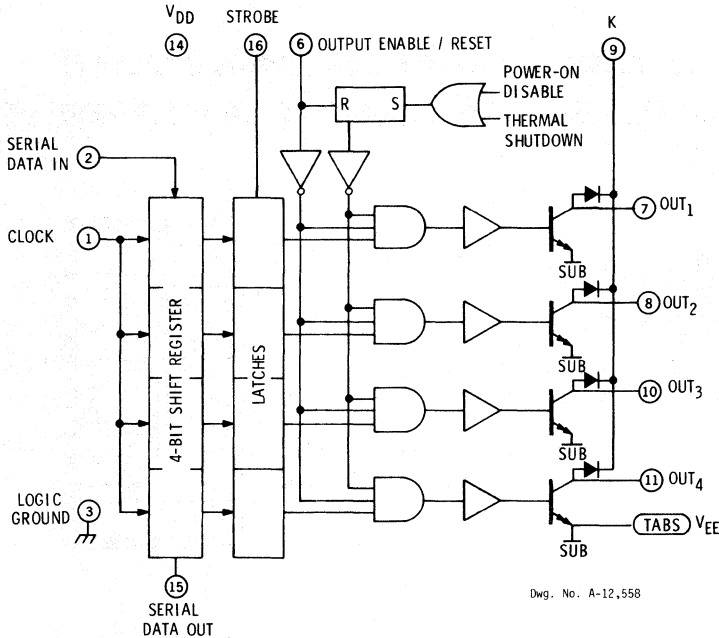 VDD
14
STROBE
16
6
OUTPUT ENABLE / RESET
K
9
R
S
POWER-ON
DISABLE
THERMAL
SHUTDOWN
SERIAL
DATA IN
2
CLOCK
1
4-BIT SHIFT REGISTER
LATCHES
7
OUT1
SUB
8
OUT2
SUB
10
OUT3
SUB
11
OUT4
TABS
VEE
SUB
LOGIC
GROUND
3
15
SERIAL
DATA OUT
Dwg. No. A-12,558